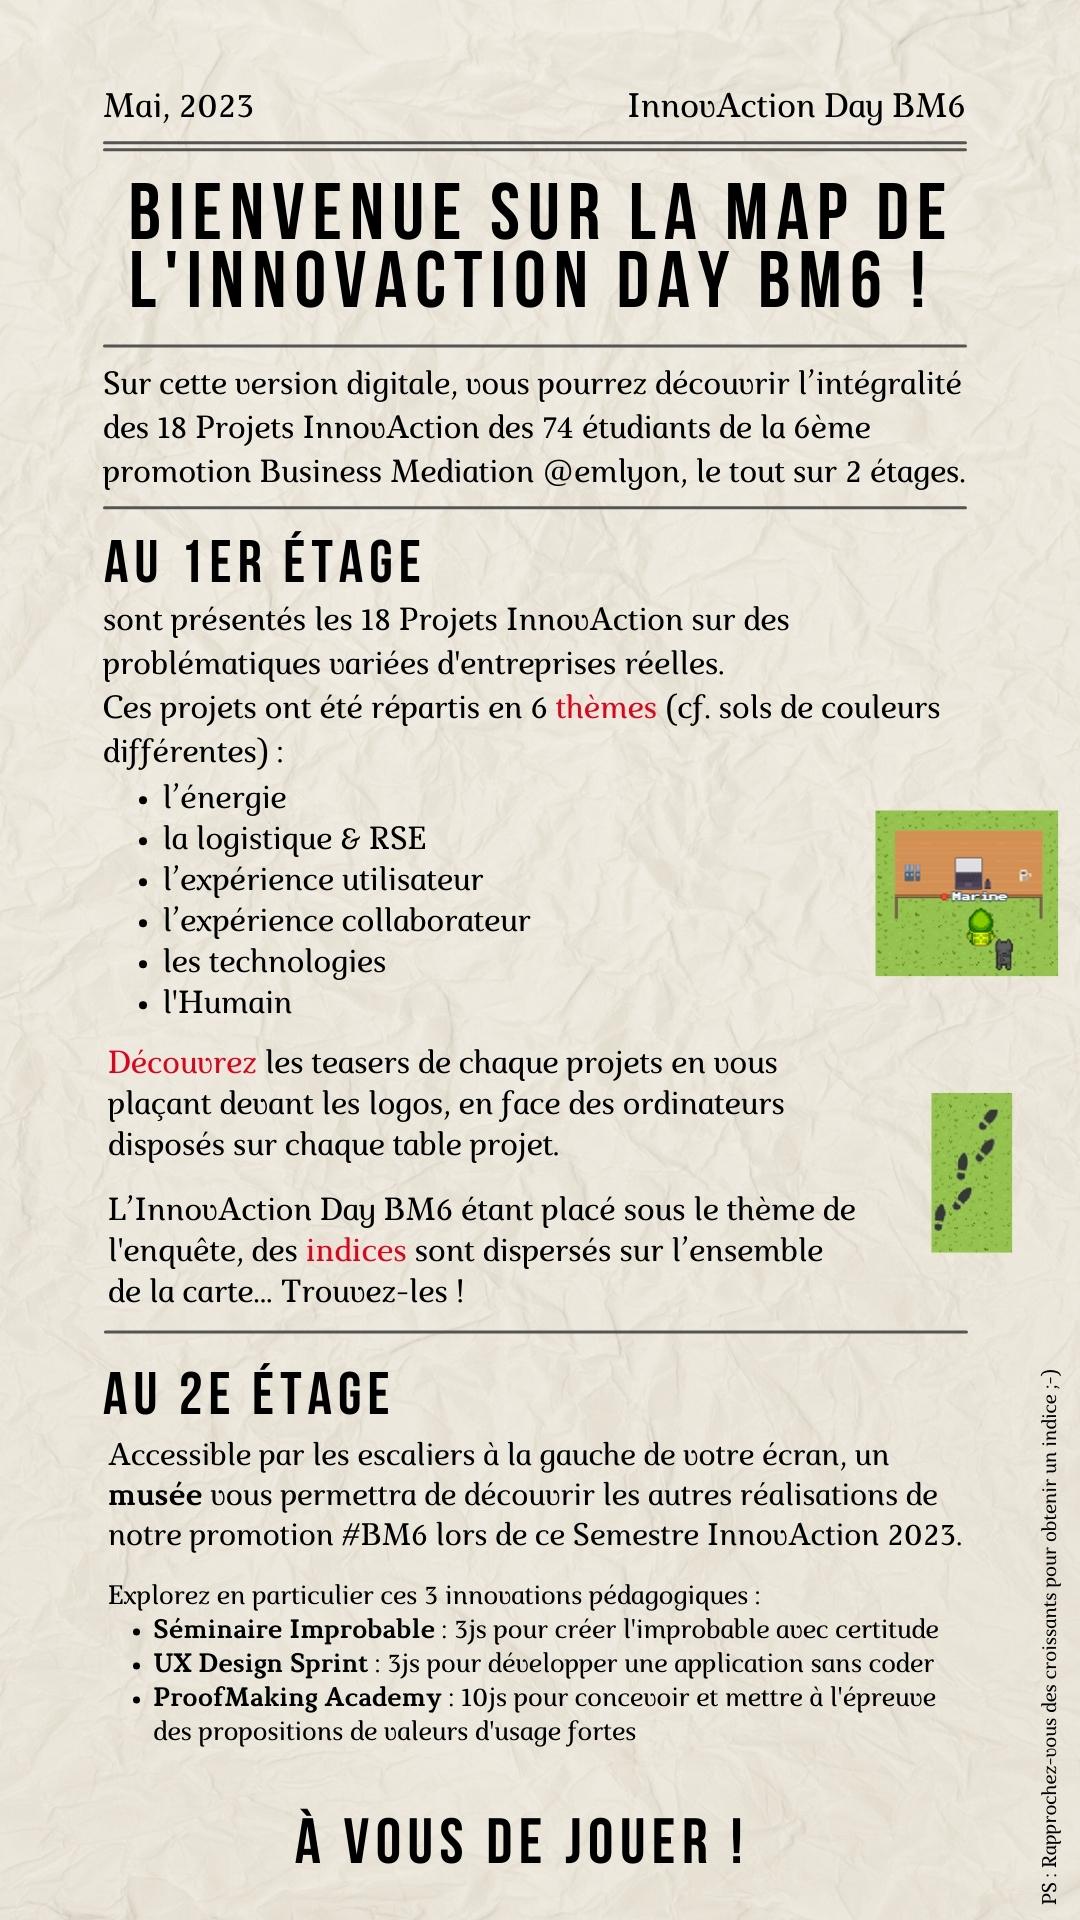 Mai, 2023
InnovAction Day BM6
BIENVENUE SUR LA MAP DE
L'INNOVACTION DAY BM6 !
Sur cette version digitale, vous pourrez découvrir l’intégralité
des 18 Projets InnovAction des 74 étudiants de la 6ème
promotion Business Mediation @emlyon, le tout sur 2 étages.
AU 1ER ÉTAGE
sont présentés les 18 Projets InnovAction sur des
problématiques variées d'entreprises réelles.
Ces projets ont été répartis en 6 thèmes (cf. sols de couleurs
différentes) :
• l’énergie
• la logistique & RSE
• l’expérience utilisateur
• l’expérience collaborateur
• les technologies
• l'Humain
Marine
Découvrez les teasers de chaque projets en vous
plaçant devant les logos, en face des ordinateurs
disposés sur chaque table projet.
L’InnovAction Day BM6 étant placé sous le thème de
l'enquête, des indices sont dispersés sur l’ensemble
de la carte... Trouvez-les !
AU 2E ÉTAGE
Accessible par les escaliers à la gauche de votre écran, un
musée vous permettra de découvrir les autres réalisations de
notre promotion #BM6 lors de ce Semestre InnovAction 2023.
Explorez en particulier ces 3 innovations pédagogiques :
• Séminaire Improbable : 3js pour créer l'improbable avec certitude
• UX Design Sprint : 3js pour développer une application sans coder
• ProofMaking Academy : 10js pour concevoir et mettre à l'épreuve
des propositions de valeurs d'usage fortes
À VOUS DE JOUER !
PS : Rapprochez-vous des croissants pour obtenir un indice ;-)